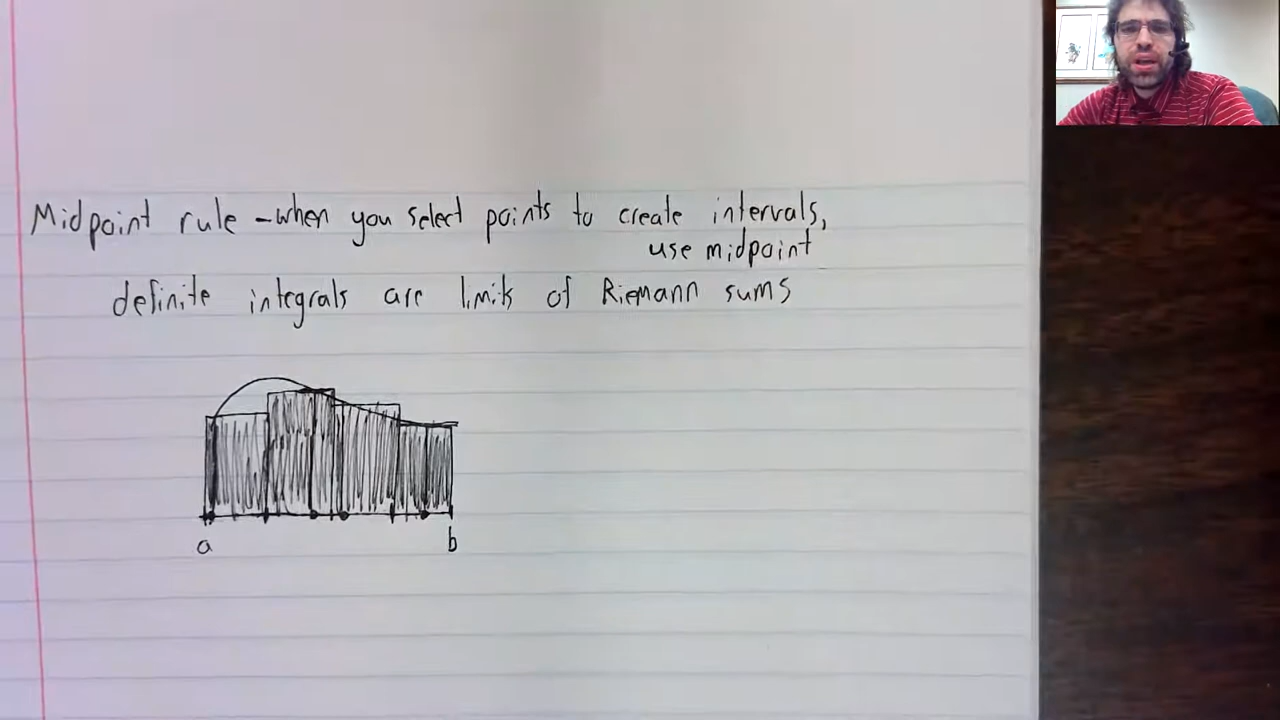 Midpoint rule - when you select points to create intervals,
use midpoint
definite integrals are limits of Riemann sums
a
b